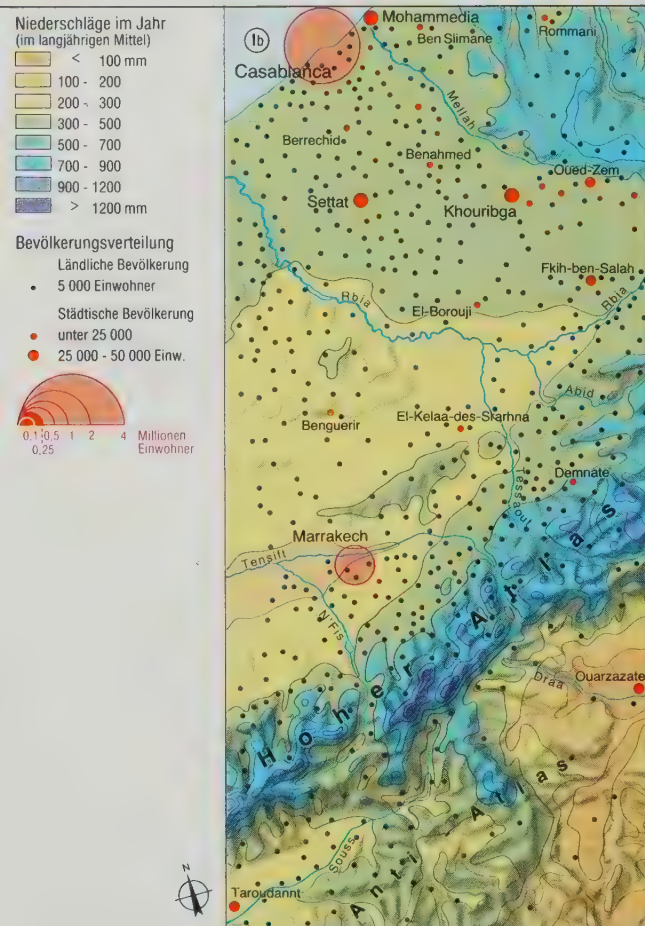 Niederschläge im Jahr
(im langjährigen Mittel)
< 100 mm
100 - 200
200 - 300
300 - 500
500 - 700
700 - 900
900 - 1200
> 1200 mm
Bevölkerungsverteilung
Ländliche Bevölkerung
5 000 Einwohner
Städtische Bevölkerung
unter 25 000
25 000 - 50 000 Einw.
0,1 0,5 1 2 4 Millionen
0,25 Einwohner
N
1b
Mohammedia
Ben Slimane
Rommani
Casablanca
Mellah
Berrechid
Benahmed
Oued-Zem
Settat
Khouribga
Fkih-ben-Salah
Rbia
Rbia
El-Borouji
Abid
Benguerir
El-Kelaa-des-Srarhna
Tessaout
Demnate
Marrakech
Tensift
N'Fis
Hoher Atlas
Draa
Ouarzazate
Anti Atlas
Souss
Taroudannt